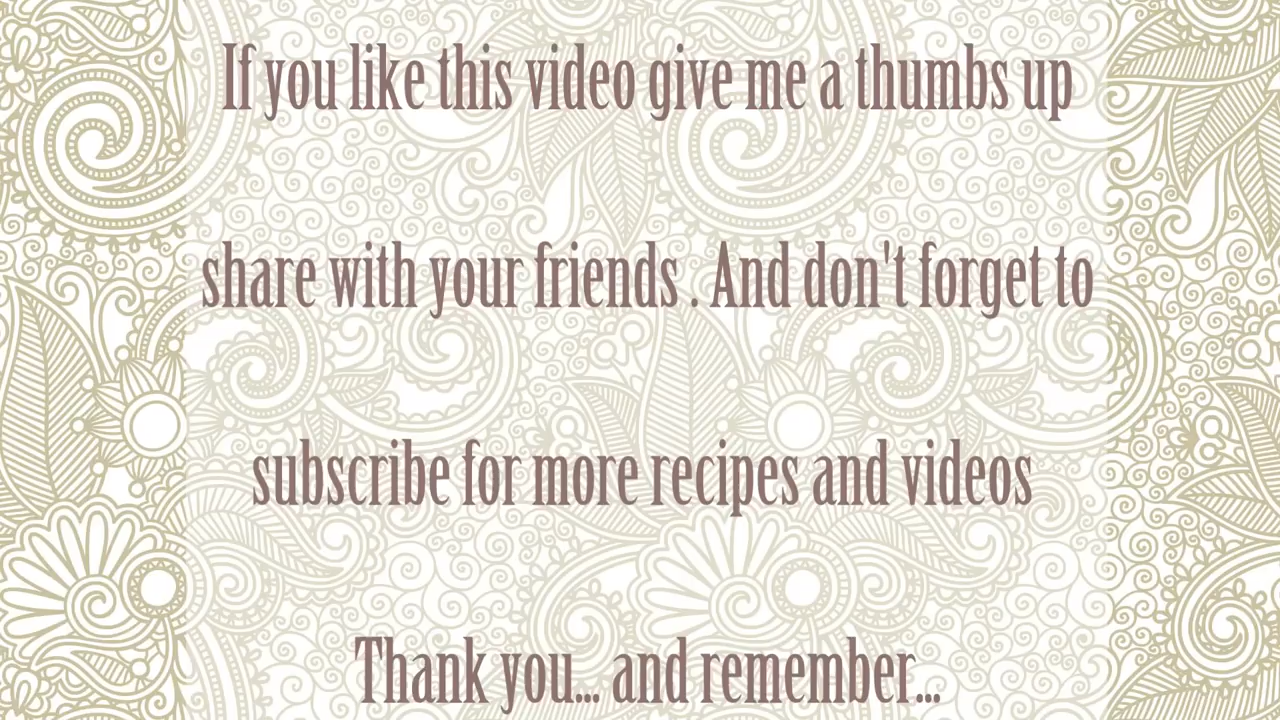 If you like this video give me a thumbs up
share with your friends . And don't forget to
subscribe for more recipes and videos
Thank you... and remember...